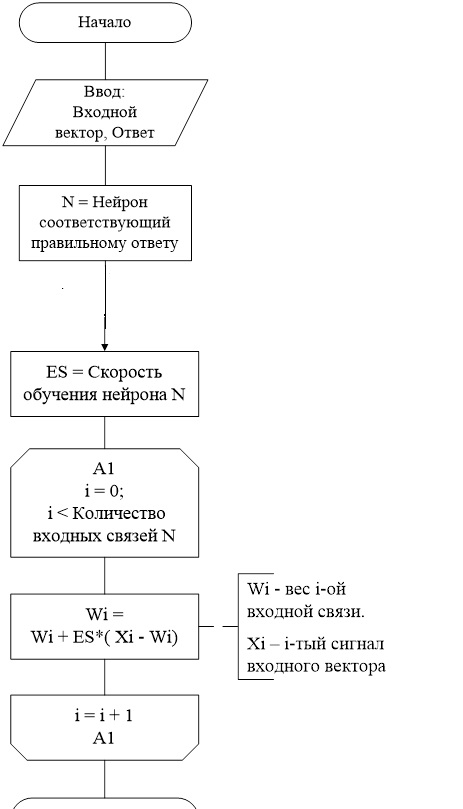 Начало
Ввод:
Входной
вектор, Ответ
N = Нейрон
соответствующий
правильному ответу
ES = Скорость
обучения нейрона N
A1
i = 0;
i < Количество
входных связей N
Wi =
Wi + ES*( Xi - Wi)
Wi - вес i-ой
входной связи.
Xi – i-тый сигнал
входного вектора
i = i + 1
A1